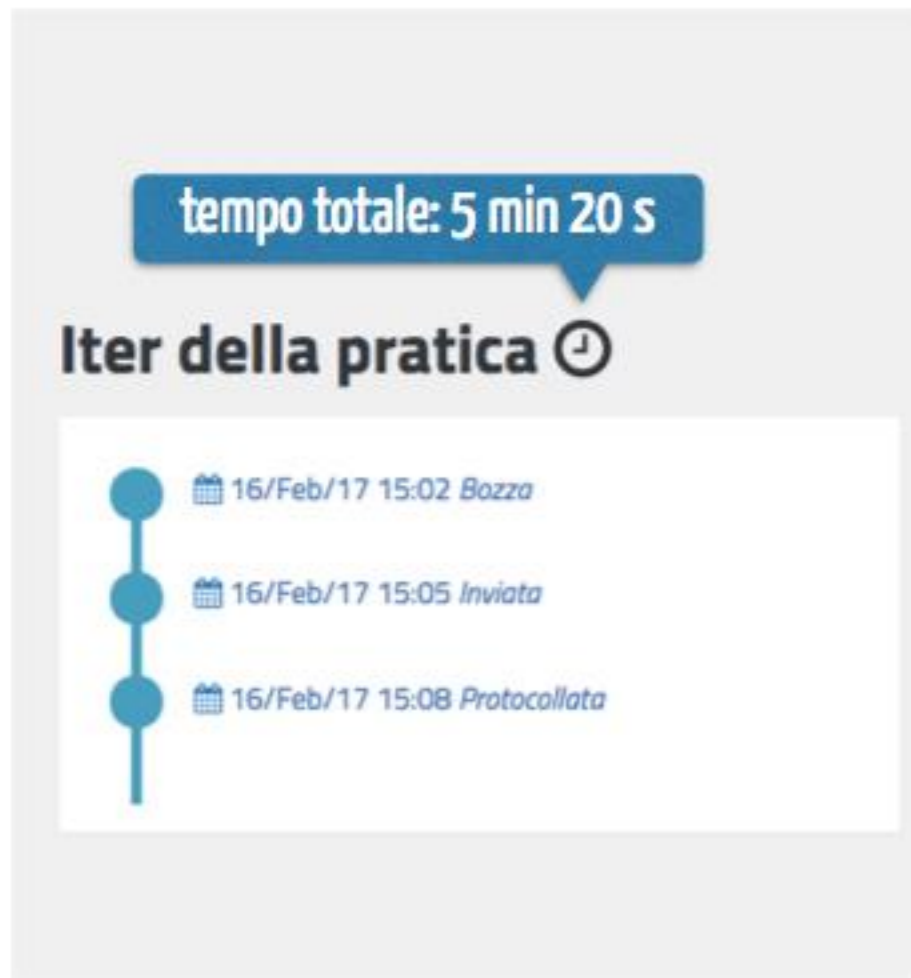 tempo totale: 5 min 20 s
Iter della pratica
16/Feb/17 15:02 Bozza
16/Feb/17 15:05 Inviata
16/Feb/17 15:08 Protocollata